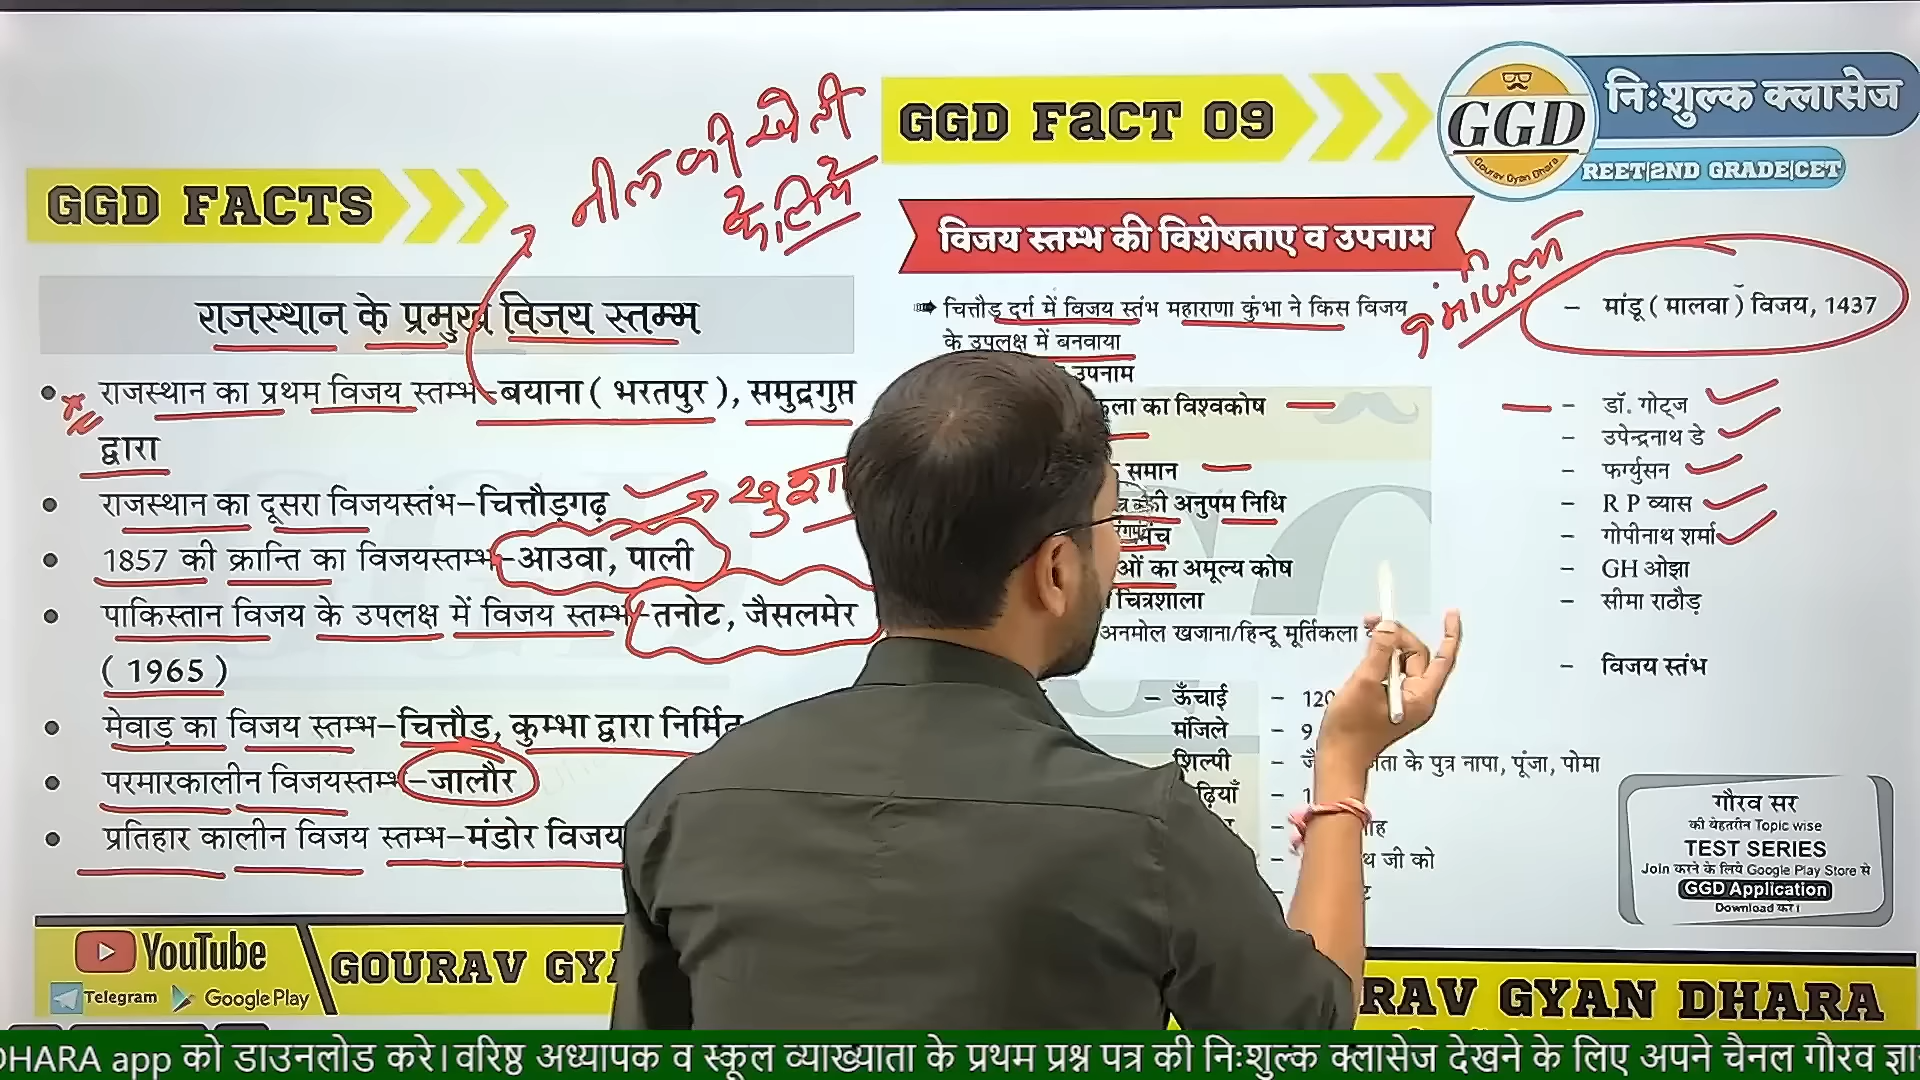 GGD FACTS
नील की खेती
के लिये
राजस्थान के प्रमुख विजय स्तम्भ
• राजस्थान का प्रथम विजय स्तम्भ-बयाना ( भरतपुर ), समुद्रगुप्त
द्वारा
• राजस्थान का दूसरा विजयस्तंभ-चित्तौड़गढ़
• 1857 की क्रान्ति का विजयस्तम्भ-आउवा, पाली
• पाकिस्तान विजय के उपलक्ष में विजय स्तम्भ-तनोट, जैसलमेर
( 1965 )
• मेवाड़ का विजय स्तम्भ-चित्तौड़, कुम्भा द्वारा निर्मित
• परमारकालीन विजयस्तम्भ-जालौर
• प्रतिहार कालीन विजय स्तम्भ-मंडोर विजय
YouTube
Telegram Google Play
GOURAV
GGD FACT 09
GGD
Gourav Gyan Dhara
निःशुल्क क्लासेज
REET|2ND GRADE|CET
विजय स्तम्भ की विशेषताए व उपनाम
चित्तौड़ दुर्ग में विजय स्तंभ महाराणा कुंभा ने किस विजय – मांडू ( मालवा ) विजय, 1437
के उपलक्ष में बनवाया
9 मंजिला
उपनाम
का विश्वकोष – डॉ. गोट्ज
– उपेन्द्रनाथ डे
समान – फर्ग्युसन
की अनुपम निधि – R P व्यास
– गोपीनाथ शर्मा
का अमूल्य कोष – GH ओझा
चित्रशाला – सीमा राठौड़
अनमोल खजाना/हिन्दू मूर्तिकला
– विजय स्तंभ
– ऊँचाई –
मंजिले – 9
शिल्पी – के पुत्र नापा, पूंजा, पोमा
–
–
– जी को
गौरव सर
की बेहतरीन Topic wise
TEST SERIES
Join करने के लिये Google Play Store से
GGD Application
Download करें।
GYAN DHARA
DHARA app को डाउनलोड करे।वरिष्ठ अध्यापक व स्कूल व्याख्याता के प्रथम प्रश्न पत्र की निःशुल्क क्लासेज देखने के लिए अपने चैनल गौरव